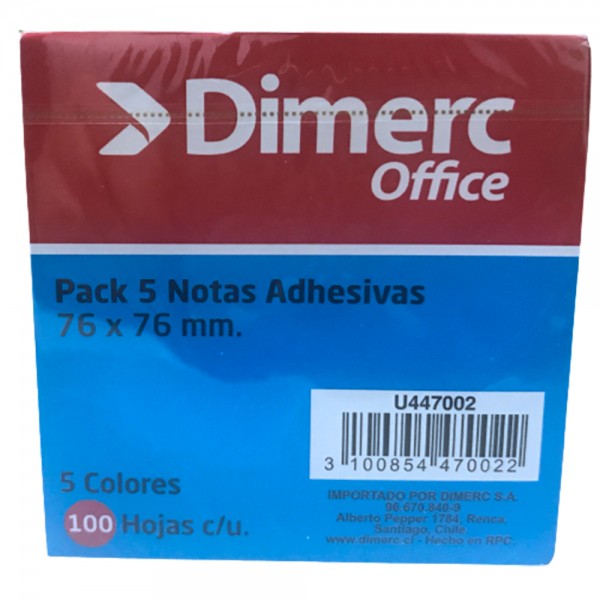 Dimerc
Office
Pack 5 Notas Adhesivas
76 x 76 mm.
U447002
3 100854 470022
5 Colores
100 Hojas c/u.
IMPORTADO POR DIMERC S.A.
96.670.840-9
Alberto Pepper 1784, Renca,
Santiago, Chile.
www.dimerc.cl - Hecho en RPC.